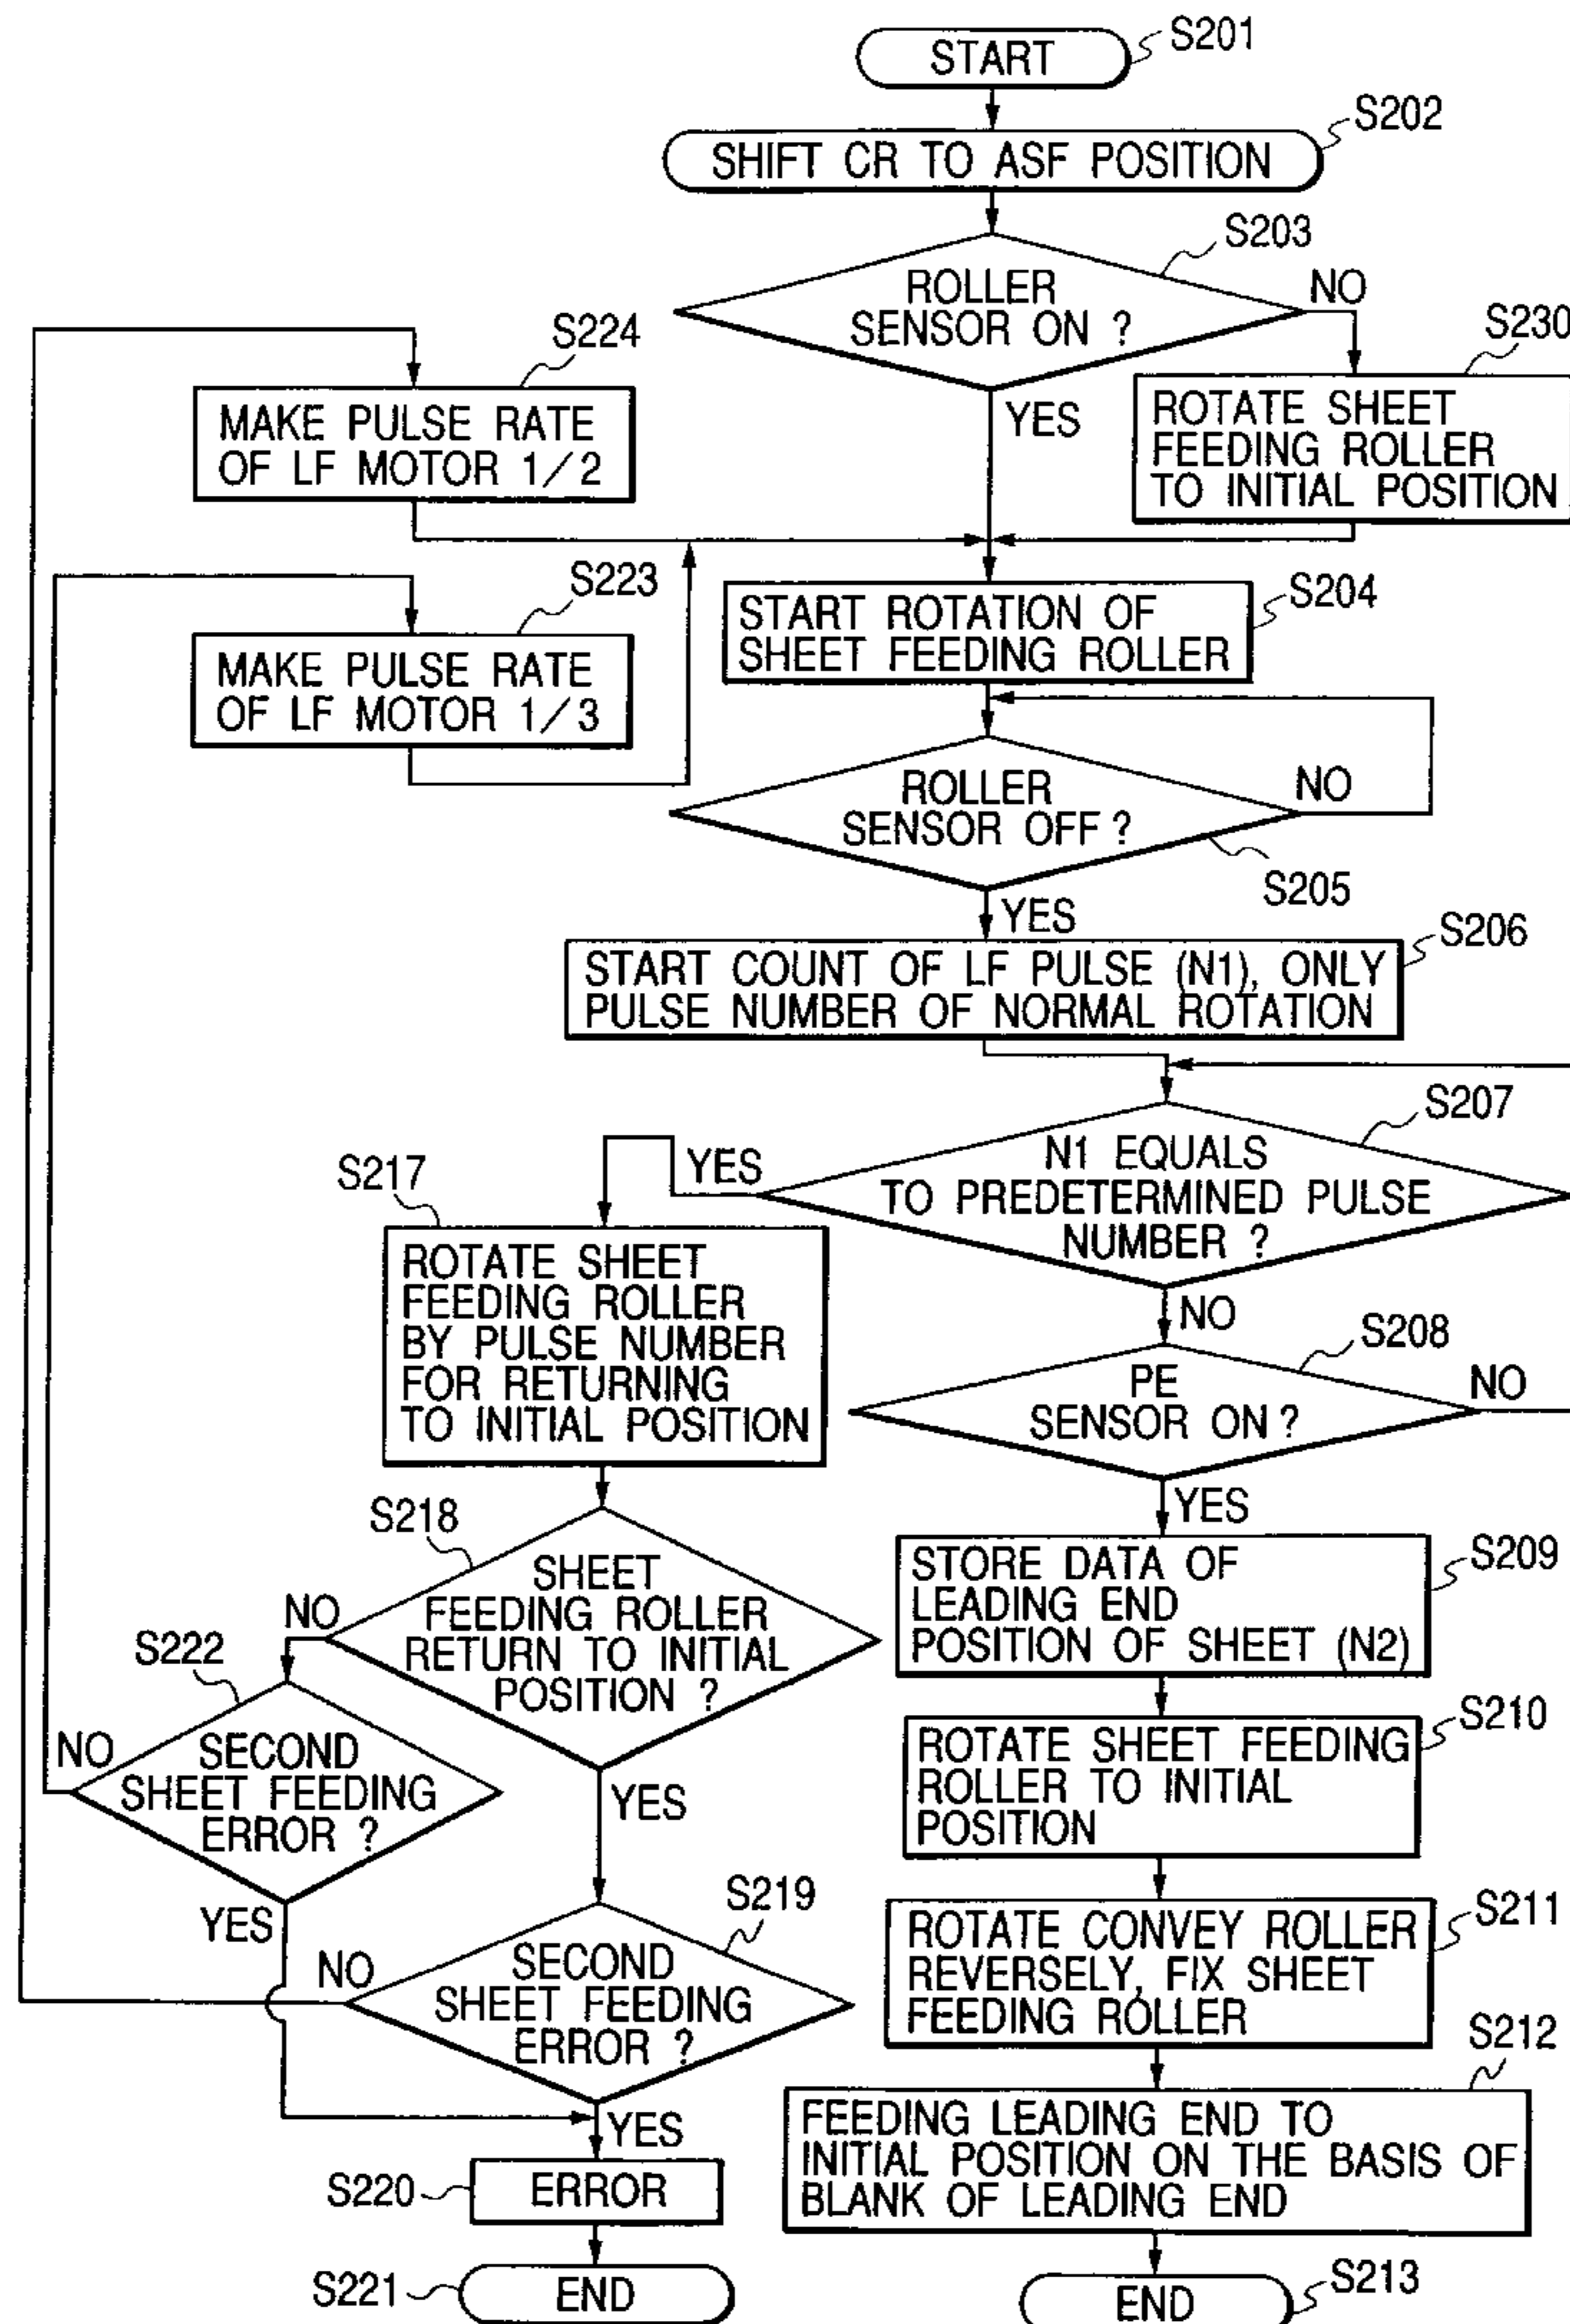 START
S201
SHIFT CR TO ASF POSITION
S202
S203
ROLLER
SENSOR ON ?
NO
YES
S230
ROTATE SHEET
FEEDING ROLLER
TO INITIAL POSITION
S224
MAKE PULSE RATE
OF LF MOTOR 1/2
S223
MAKE PULSE RATE
OF LF MOTOR 1/3
S204
START ROTATION OF
SHEET FEEDING ROLLER
ROLLER
SENSOR OFF ?
NO
S205
YES
S206
START COUNT OF LF PULSE (N1), ONLY
PULSE NUMBER OF NORMAL ROTATION
S207
N1 EQUALS
TO PREDETERMINED PULSE
NUMBER ?
YES
NO
S217
ROTATE SHEET
FEEDING ROLLER
BY PULSE NUMBER
FOR RETURNING
TO INITIAL POSITION
S208
PE
SENSOR ON ?
NO
YES
S218
SHEET
FEEDING ROLLER
RETURN TO INITIAL
POSITION ?
NO
YES
S209
STORE DATA OF
LEADING END
POSITION OF SHEET (N2)
S222
SECOND
SHEET FEEDING
ERROR ?
NO
YES
S210
ROTATE SHEET FEEDING
ROLLER TO INITIAL
POSITION
S219
SECOND
SHEET FEEDING
ERROR ?
NO
YES
S211
ROTATE CONVEY ROLLER
REVERSELY, FIX SHEET
FEEDING ROLLER
S212
FEEDING LEADING END TO
INITIAL POSITION ON THE BASIS OF
BLANK OF LEADING END
S220
ERROR
S221
END
S213
END